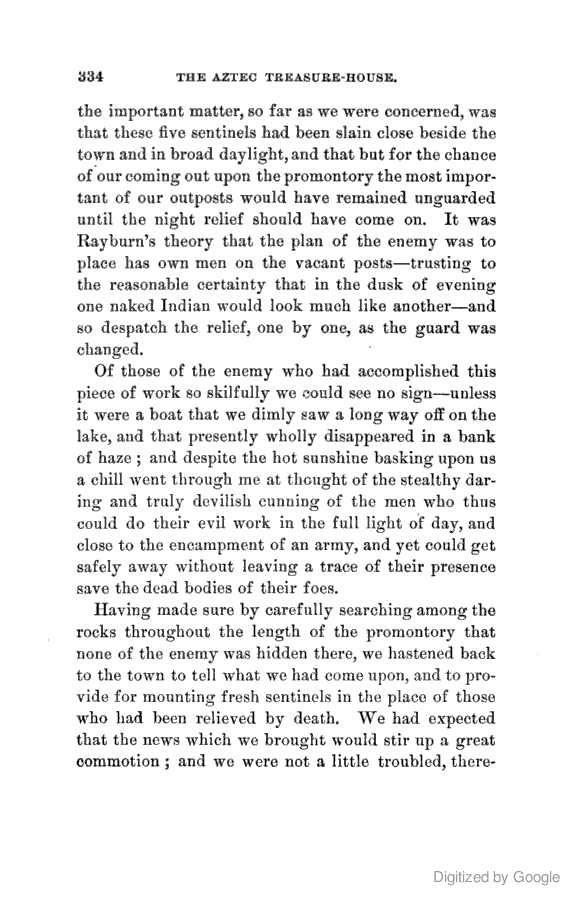 334 THE AZTEC TREASURE-HOUSE.
the important matter, so far as we were concerned, was
that these five sentinels had been slain close beside the
town and in broad daylight, and that but for the chance
of our coming out upon the promontory the most impor-
tant of our outposts would have remained unguarded
until the night relief should have come on. It was
Rayburn's theory that the plan of the enemy was to
place has own men on the vacant posts—trusting to
the reasonable certainty that in the dusk of evening
one naked Indian would look much like another—and
so despatch the relief, one by one, as the guard was
changed.
Of those of the enemy who had accomplished this
piece of work so skilfully we could see no sign—unless
it were a boat that we dimly saw a long way off on the
lake, and that presently wholly disappeared in a bank
of haze ; and despite the hot sunshine basking upon us
a chill went through me at thought of the stealthy dar-
ing and truly devilish cunning of the men who thus
could do their evil work in the full light of day, and
close to the encampment of an army, and yet could get
safely away without leaving a trace of their presence
save the dead bodies of their foes.
Having made sure by carefully searching among the
rocks throughout the length of the promontory that
none of the enemy was hidden there, we hastened back
to the town to tell what we had come upon, and to pro-
vide for mounting fresh sentinels in the place of those
who had been relieved by death. We had expected
that the news which we brought would stir up a great
commotion ; and we were not a little troubled, there-
Digitized by Google